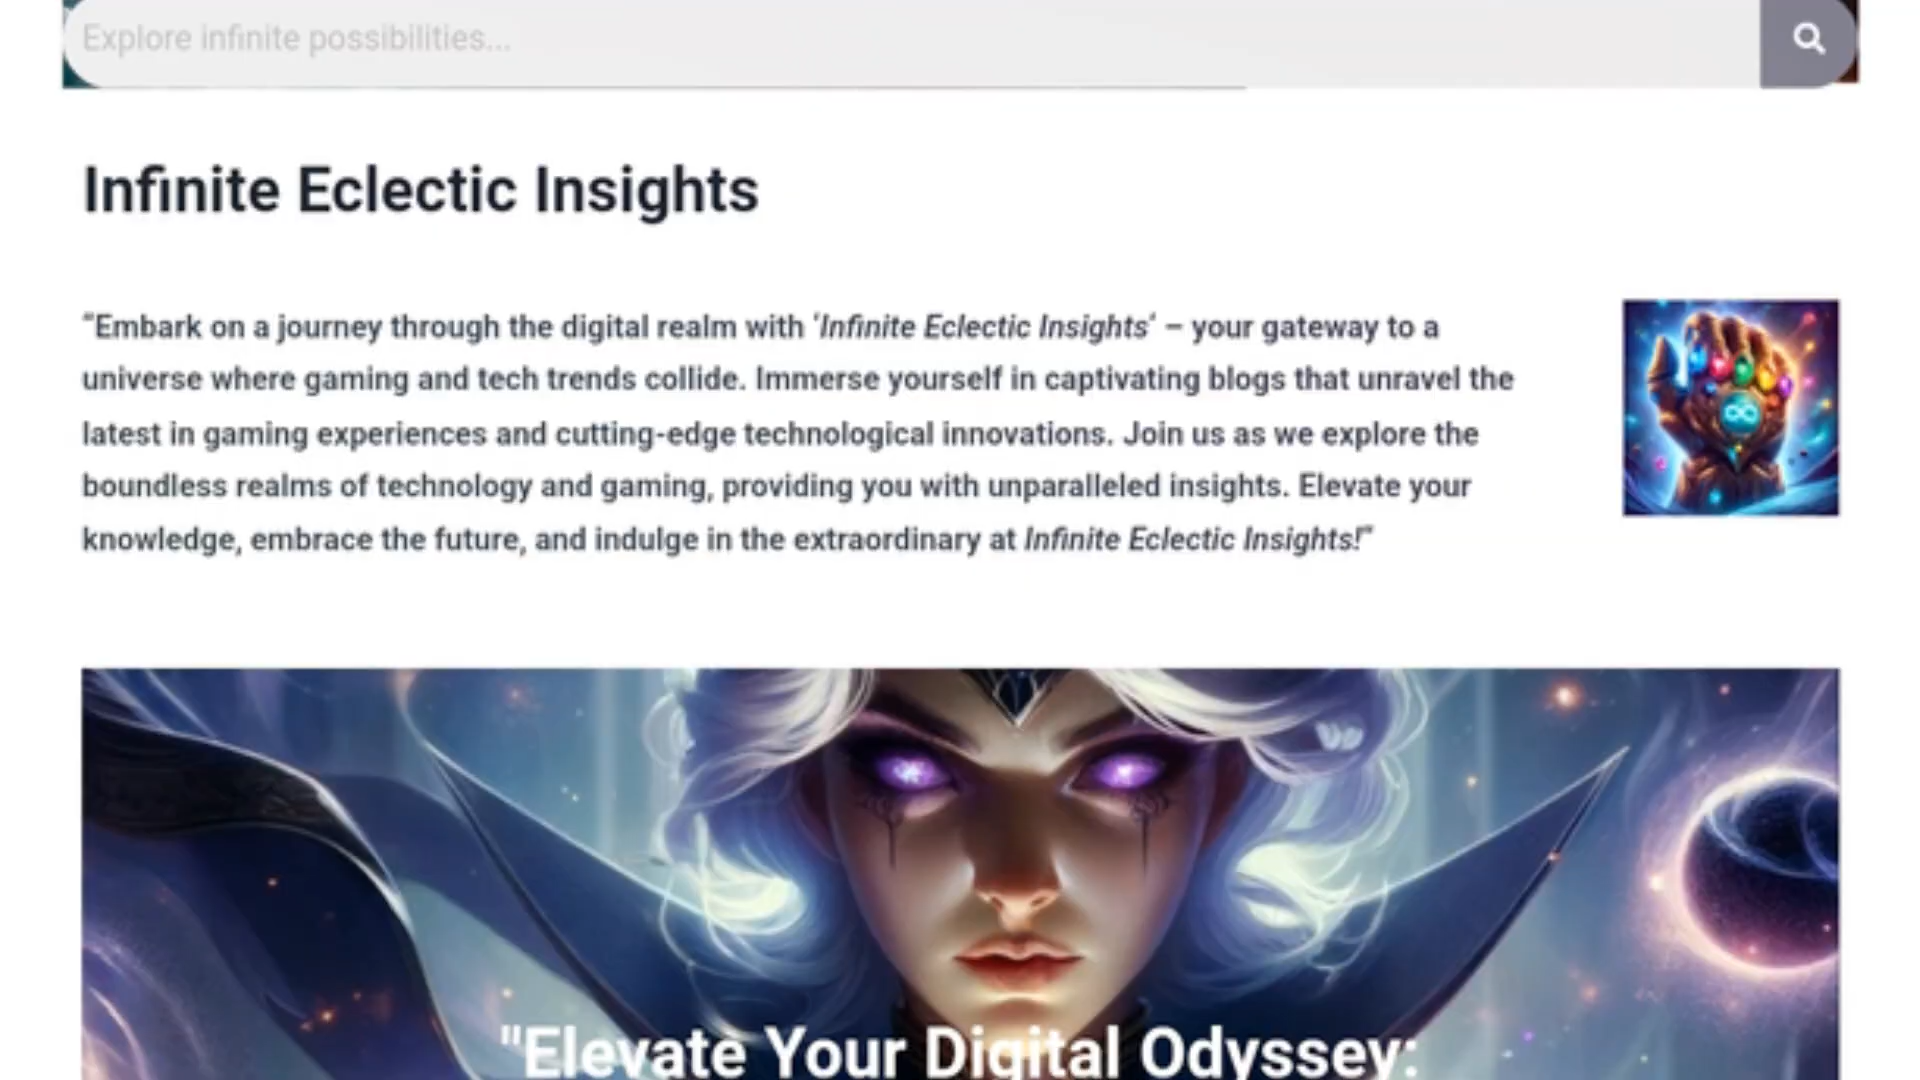 Explore infinite possibilities...
Infinite Eclectic Insights
"Embark on a journey through the digital realm with 'Infinite Eclectic Insights' – your gateway to a
universe where gaming and tech trends collide. Immerse yourself in captivating blogs that unravel the
latest in gaming experiences and cutting-edge technological innovations. Join us as we explore the
boundless realms of technology and gaming, providing you with unparalleled insights. Elevate your
knowledge, embrace the future, and indulge in the extraordinary at Infinite Eclectic Insights!"
"Elevate Your Digital Odyssey: